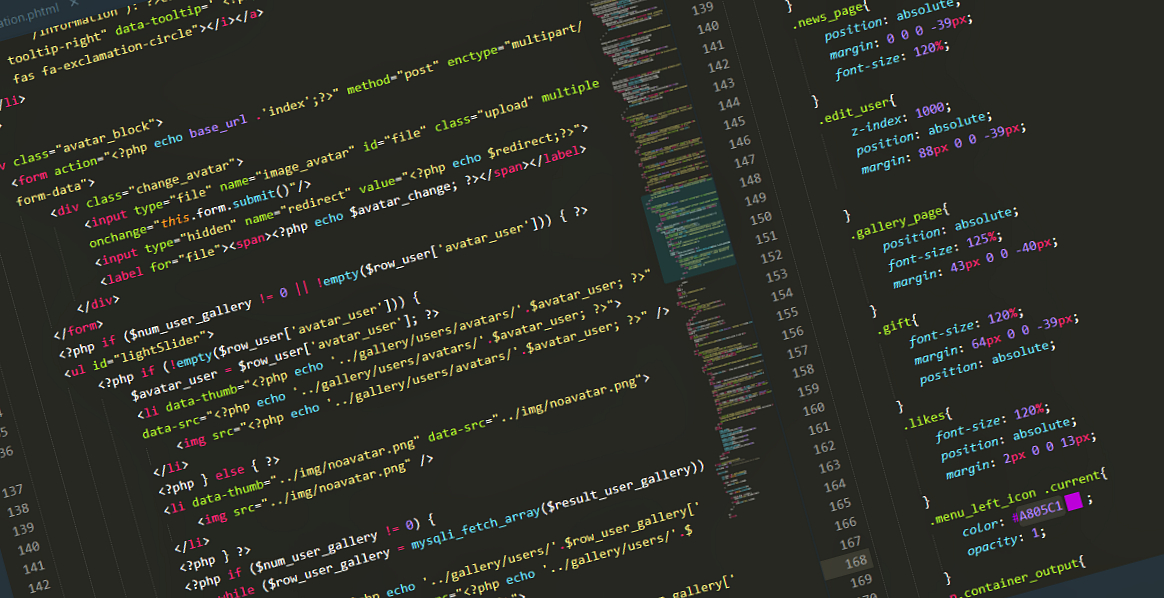 ation.phtml ×
/information"); ?>
tooltip-right" data-tooltip="
fas fa-exclamation-circle"></i></a>
/li>
class="avatar_block">
<form action="<?php echo base_url .'index';?>" method="post" enctype="multipart/
form-data">
<div class="change_avatar">
<input type="file" name="image_avatar" id="file" class="upload" multiple
onchange="this.form.submit()"/>
<input type="hidden" name="redirect" value="<?php echo $redirect;?>">
<label for="file"><span><?php echo $avatar_change; ?></span></label>
</div>
</form>
<?php if ($num_user_gallery != 0 || !empty($row_user['avatar_user'])) { ?>
<ul id="lightSlider">
<?php if (!empty($row_user['avatar_user'])) {
$avatar_user = $row_user['avatar_user']; ?>
<li data-thumb="<?php echo '../gallery/users/avatars/'.$avatar_user; ?>"
data-src="<?php echo '../gallery/users/avatars/'.$avatar_user; ?>">
<img src="<?php echo '../gallery/users/avatars/'.$avatar_user; ?>" />
</li>
<?php } else { ?>
<li data-thumb="../img/noavatar.png" data-src="../img/noavatar.png">
<img src="../img/noavatar.png" />
</li>
<?php } ?>
<?php if ($num_user_gallery != 0) {
while ($row_user_gallery = mysqli_fetch_array($result_user_gallery))
echo '../gallery/users/'.$row_user_gallery['
="<?php echo '../gallery/users/'.$
_gallery['
137
138
139
140
141
142
139
140
141
142
143
144
145
146
147
148
149
150
151
152
153
154
155
156
157
158
159
160
161
162
163
164
165
166
167
168
169
}
.news_page{
position: absolute;
margin: 0 0 0 -39px;
font-size: 120%;
}
.edit_user{
z-index: 1000;
position: absolute;
margin: 88px 0 0 -39px;
}
.gallery_page{
position: absolute;
font-size: 125%;
margin: 43px 0 0 -40px;
}
.gift{
font-size: 120%;
margin: 64px 0 0 -39px;
position: absolute;
}
.likes{
font-size: 120%;
position: absolute;
margin: 2px 0 0 13px;
}
.menu_left_icon .current{
color: #A805C1;
opacity: 1;
}
.container_output{